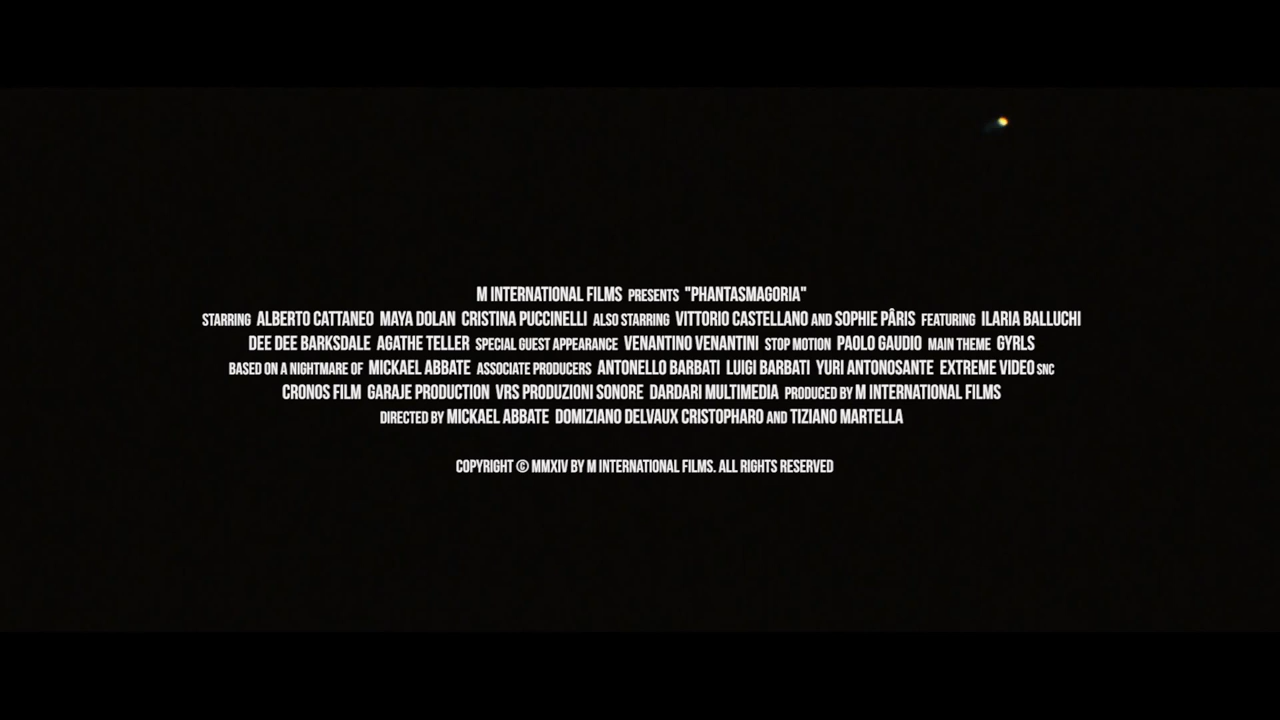 M INTERNATIONAL FILMS PRESENTS "PHANTASMAGORIA"
STARRING ALBERTO CATTANEO MAYA DOLAN CRISTINA PUCCINELLI ALSO STARRING VITTORIO CASTELLANO AND SOPHIE PÂRIS FEATURING ILARIA BALLUCHI
DEE DEE BARKSDALE AGATHE TELLER SPECIAL GUEST APPEARANCE VENANTINO VENANTINI STOP MOTION PAOLO GAUDIO MAIN THEME GYRLS
BASED ON A NIGHTMARE OF MICKAEL ABBATE ASSOCIATE PRODUCERS ANTONELLO BARBATI LUIGI BARBATI YURI ANTONOSANTE EXTREME VIDEO SNC
CRONOS FILM GARAJE PRODUCTION VRS PRODUZIONI SONORE DARDARI MULTIMEDIA PRODUCED BY M INTERNATIONAL FILMS
DIRECTED BY MICKAEL ABBATE DOMIZIANO DELVAUX CRISTOPHARO AND TIZIANO MARTELLA
COPYRIGHT © MMXIV BY M INTERNATIONAL FILMS. ALL RIGHTS RESERVED